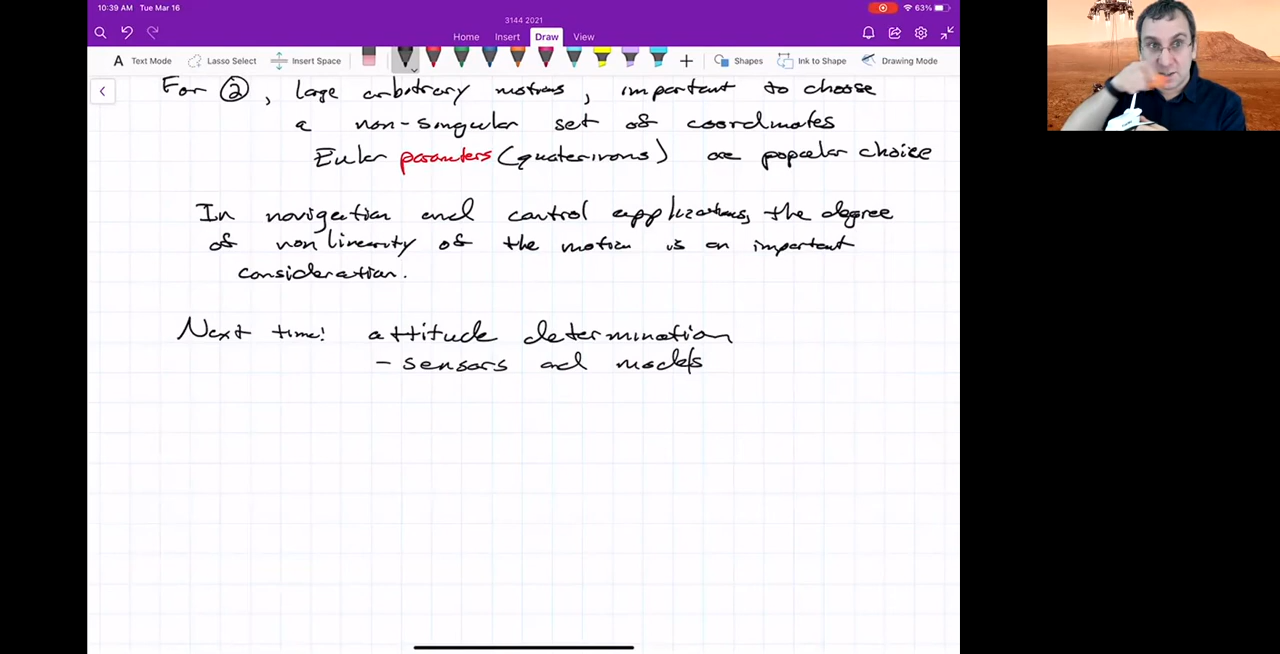 10:39 AM Tue Mar 16
63%
3144 2021
Home Insert Draw View
A Text Mode Lasso Select Insert Space Shapes Ink to Shape Drawing Mode
For ②, large arbitrary motions, important to choose
a non-singular set of coordinates
Euler parameters (quaternions) are popular choice
In navigation and control applications, the degree
of nonlinearity of the motion is an important
consideration.
Next time: attitude determination
- sensors and models